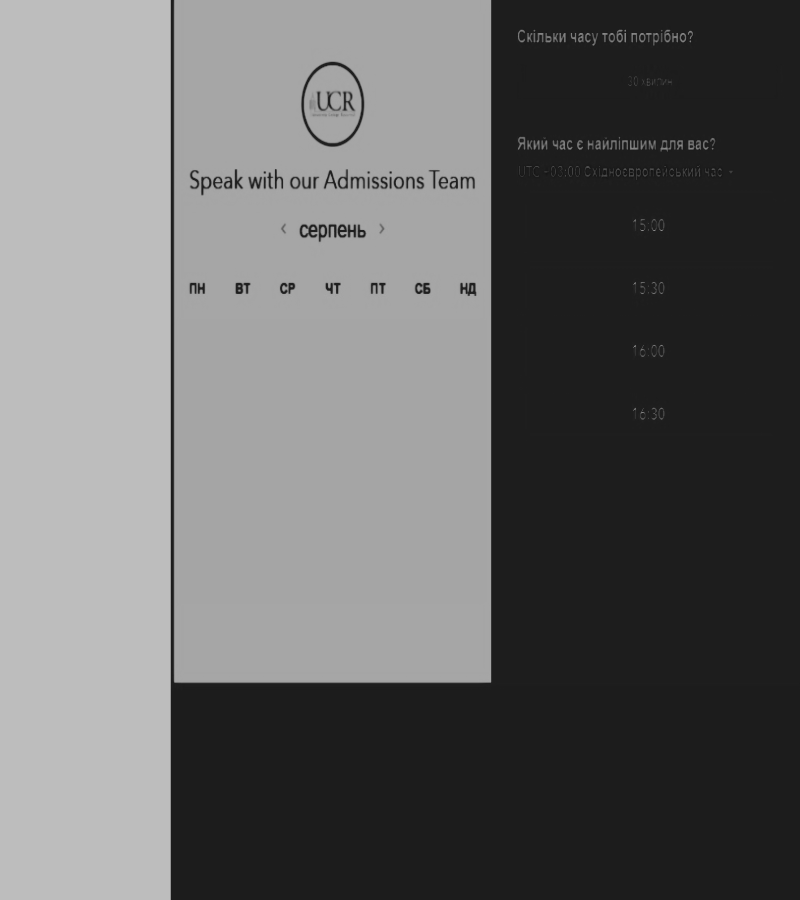 UCR
Speak with our Admissions Team
‹ серпень ›
ПН ВТ СР ЧТ ПТ СБ НД
Скільки часу тобі потрібно?
30 хвилин
Який час є найліпшим для вас?
UTC +03:00 Східноєвропейський час
15:00
15:30
16:00
16:30